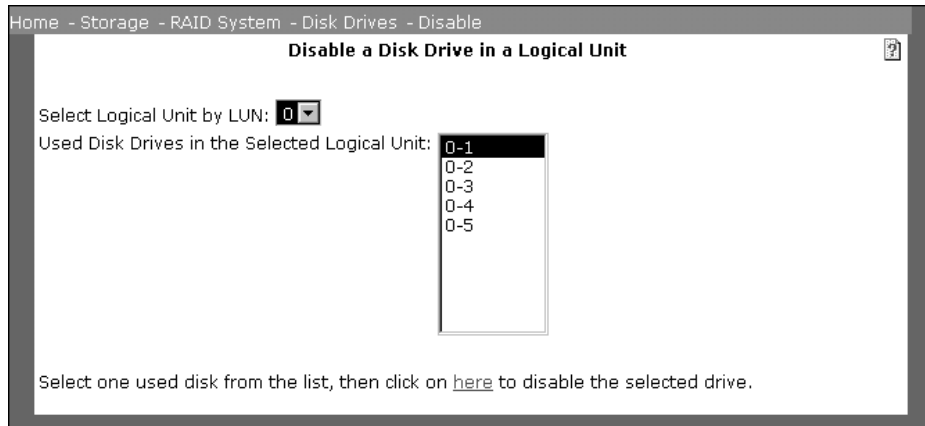 Home - Storage - RAID System - Disk Drives - Disable
Disable a Disk Drive in a Logical Unit
?
Select Logical Unit by LUN: 0
Used Disk Drives in the Selected Logical Unit:
0-1
0-2
0-3
0-4
0-5
Select one used disk from the list, then click on here to disable the selected drive.